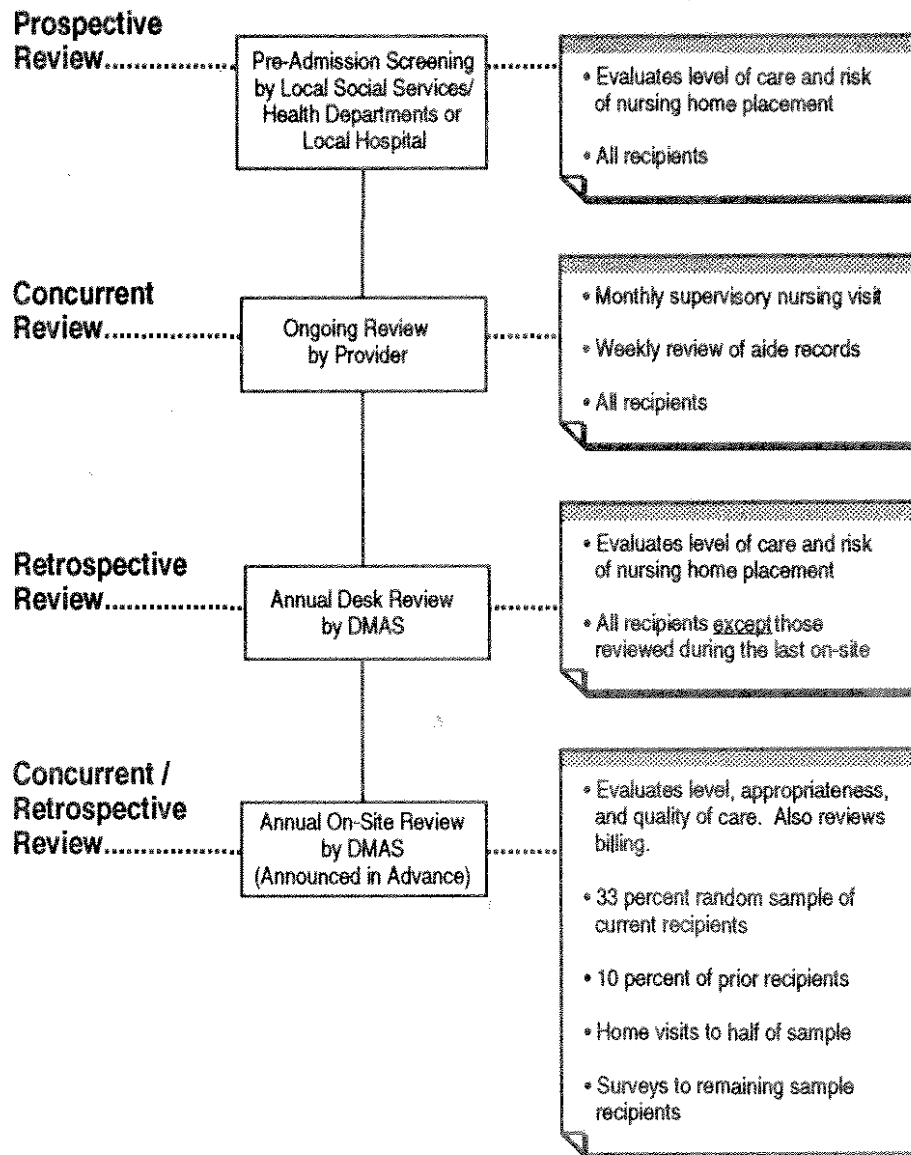 Prospective
Review..............
Pre-Admission Screening
by Local Social Services/
Health Departments or
Local Hospital
• Evaluates level of care and risk
of nursing home placement
• All recipients
Concurrent
Review..............
Ongoing Review
by Provider
• Monthly supervisory nursing visit
• Weekly review of aide records
• All recipients
Retrospective
Review..............
Annual Desk Review
by DMAS
• Evaluates level of care and risk
of nursing home placement
• All recipients except those
reviewed during the last on-site
Concurrent /
Retrospective
Review..............
Annual On-Site Review
by DMAS
(Announced in Advance)
• Evaluates level, appropriateness,
and quality of care. Also reviews
billing.
• 33 percent random sample of
current recipients
• 10 percent of prior recipients
• Home visits to half of sample
• Surveys to remaining sample
recipients